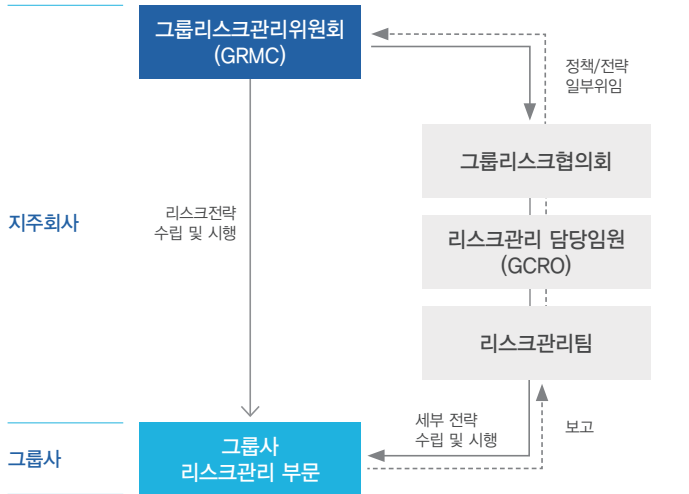 그룹리스크관리위원회
(GRMC)
정책/전략
일부위임
그룹리스크협의회
지주회사
리스크전략
수립 및 시행
리스크관리 담당임원
(GCRO)
리스크관리팀
세부 전략
수립 및 시행
보고
그룹사
그룹사
리스크관리 부문